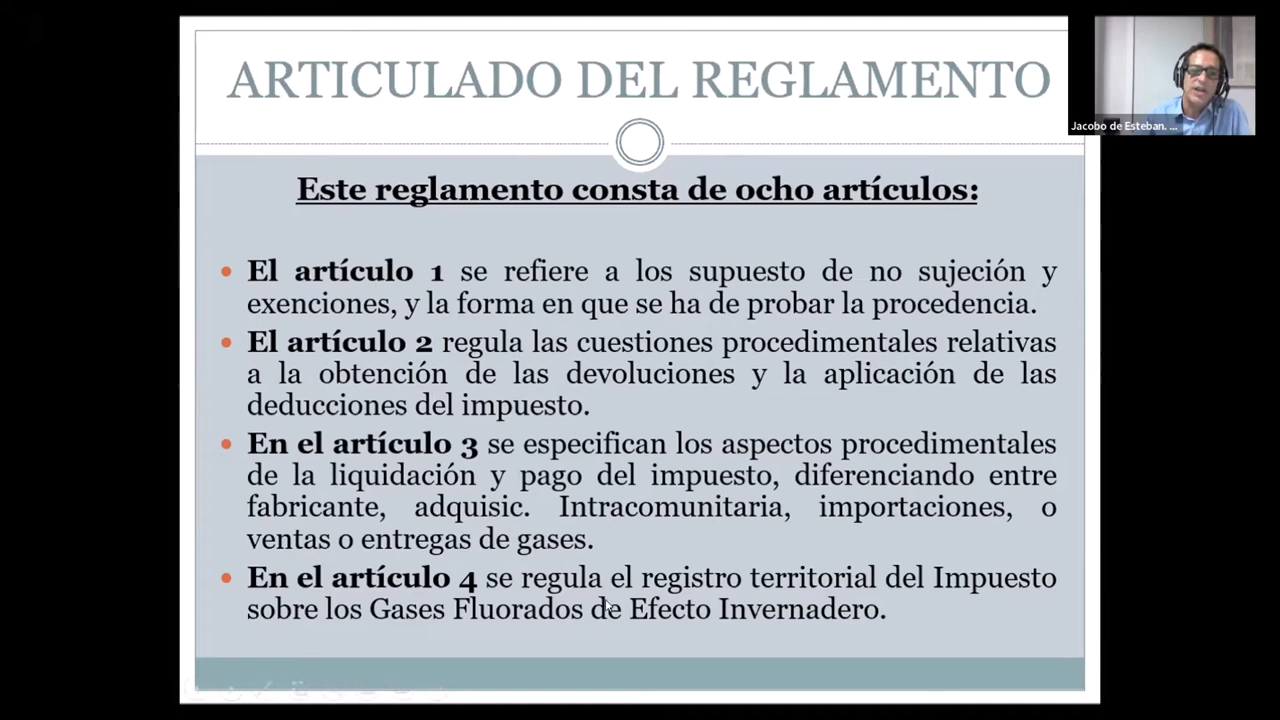 ARTICULADO DEL REGLAMENTO
Jacobo de Esteban. ...
Este reglamento consta de ocho artículos:
El artículo 1 se refiere a los supuesto de no sujeción y
exenciones, y la forma en que se ha de probar la procedencia.
El artículo 2 regula las cuestiones procedimentales relativas
a la obtención de las devoluciones y la aplicación de las
deducciones del impuesto.
En el artículo 3 se especifican los aspectos procedimentales
de la liquidación y pago del impuesto, diferenciando entre
fabricante, adquisic. Intracomunitaria, importaciones, o
ventas o entregas de gases.
En el artículo 4 se regula el registro territorial del Impuesto
sobre los Gases Fluorados de Efecto Invernadero.